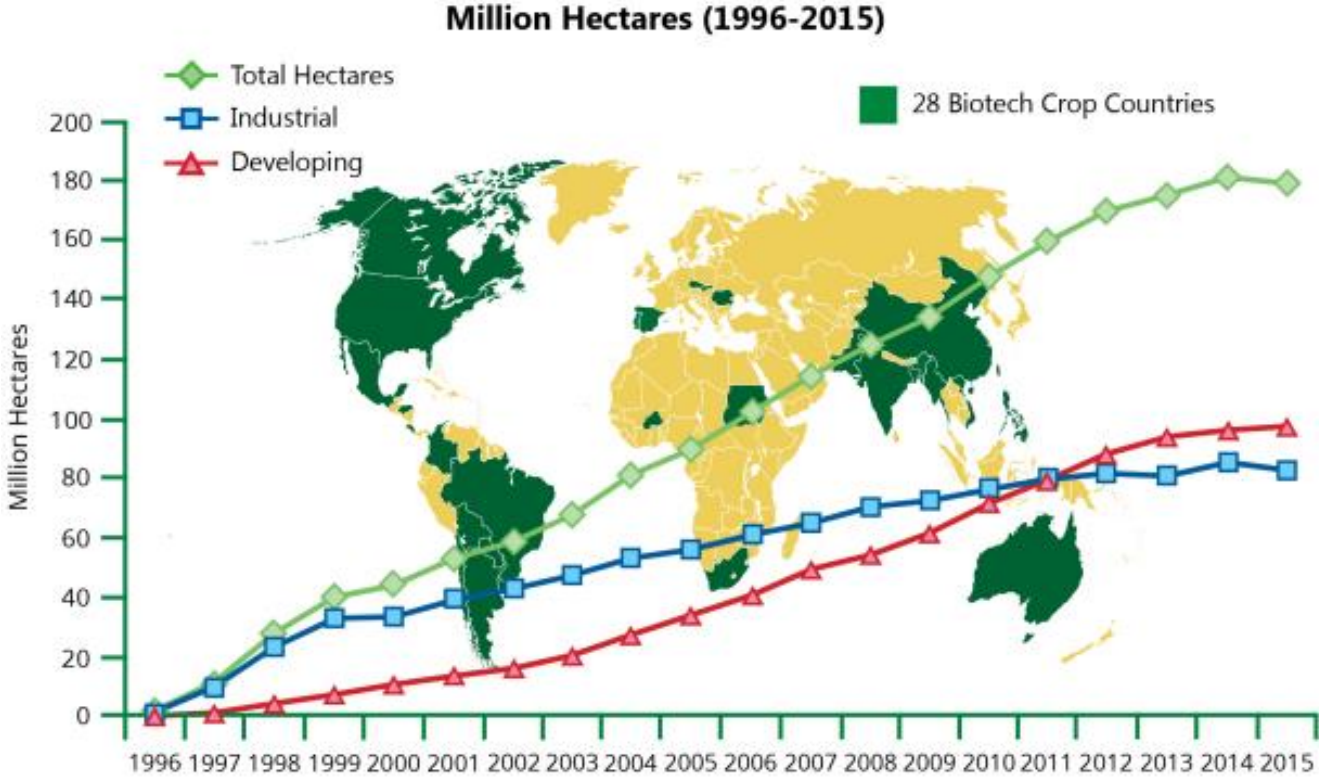 Million Hectares (1996-2015)
Total Hectares
Industrial
Developing
28 Biotech Crop Countries
Million Hectares
200
180
160
140
120
100
80
60
40
20
0
1996 1997 1998 1999 2000 2001 2002 2003 2004 2005 2006 2007 2008 2009 2010 2011 2012 2013 2014 2015